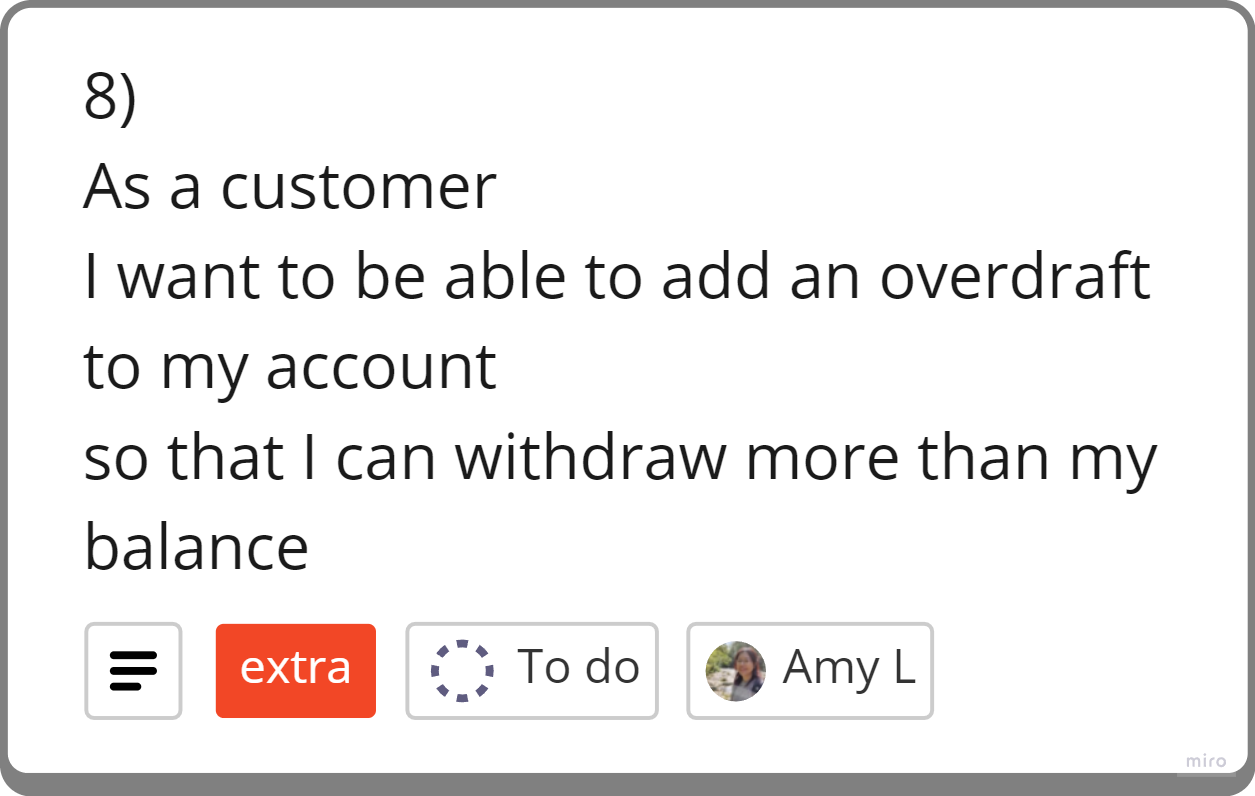 8)
As a customer
I want to be able to add an overdraft
to my account
so that I can withdraw more than my
balance
extra To do Amy L
miro